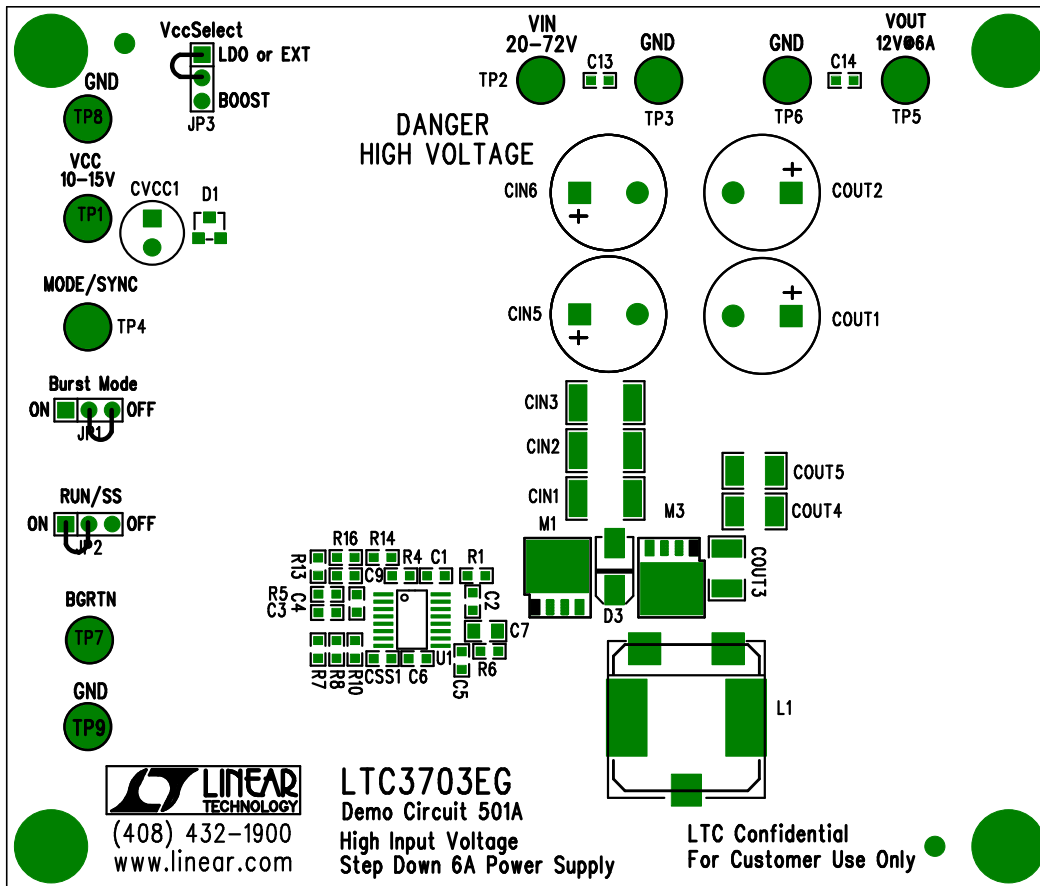 VccSelect
LDO or EXT
BOOST
JP3
GND
TP8
VCC
10-15V
TP1
CVCC1
D1
MODE/SYNC
TP4
Burst Mode
ON
OFF
JP1
RUN/SS
ON
OFF
JP2
BGRTN
TP7
GND
TP9
VIN
20-72V
TP2
C13
GND
TP3
GND
TP6
C14
VOUT
12V@6A
TP5
DANGER
HIGH VOLTAGE
CIN6
COUT2
CIN5
COUT1
CIN3
CIN2
CIN1
COUT5
COUT4
M1
M3
COUT3
D3
R13
R16
R14
C9
R4
C1
R1
R5
C3
C4
C2
C7
U1
R7
R8
R10
CSS1
C6
C5
R6
L1
LINEAR
TECHNOLOGY
(408) 432-1900
www.linear.com
LTC3703EG
Demo Circuit 501A
High Input Voltage
Step Down 6A Power Supply
LTC Confidential
For Customer Use Only